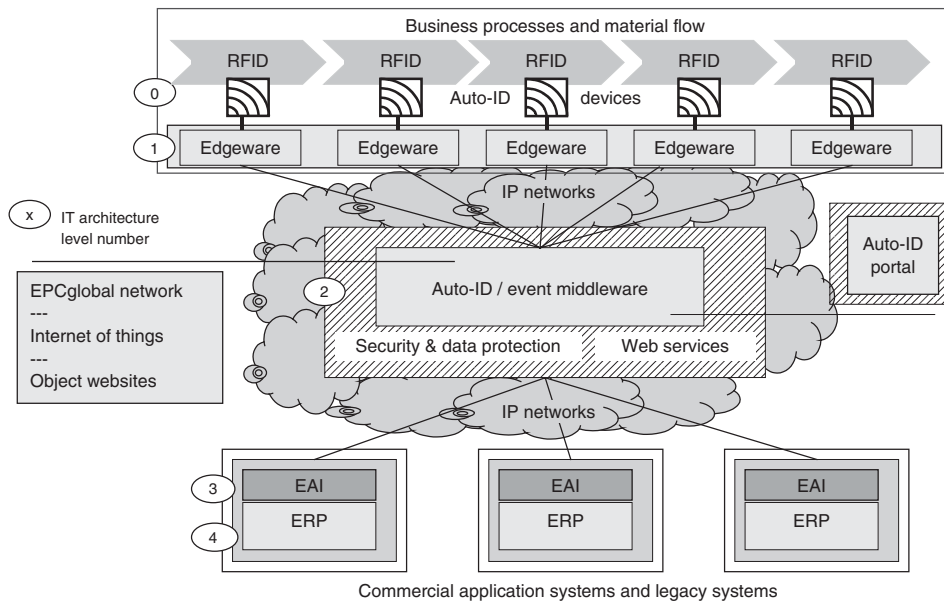 Business processes and material flow
RFID RFID RFID RFID RFID
0 Auto-ID devices
1 Edgeware Edgeware Edgeware Edgeware Edgeware
IP networks
x IT architecture
level number
Auto-ID
portal
EPCglobal network
---
Internet of things
---
Object websites
2 Auto-ID / event middleware
Security & data protection Web services
IP networks
3 EAI EAI EAI
4 ERP ERP ERP
Commercial application systems and legacy systems